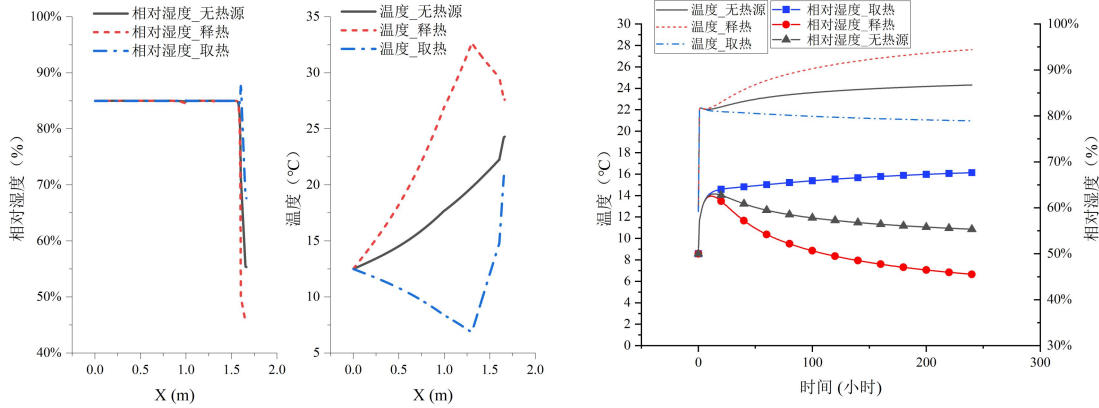 相对湿度_无热源
相对湿度_释热
相对湿度_取热
100%
90%
80%
70%
60%
50%
40%
相对湿度（%）
0.0 0.5 1.0 1.5 2.0
X (m)
温度_无热源
温度_释热
温度_取热
35
30
25
20
15
10
5
温度（℃）
0.0 0.5 1.0 1.5 2.0
X (m)
温度_无热源
温度_释热
温度_取热
相对湿度_取热
相对湿度_释热
相对湿度_无热源
30
28
26
24
22
20
18
16
14
12
10
8
6
4
2
0
温度（℃）
100%
90%
80%
70%
60%
50%
40%
30%
相对湿度（%）
0 100 200 300
时间 (小时)